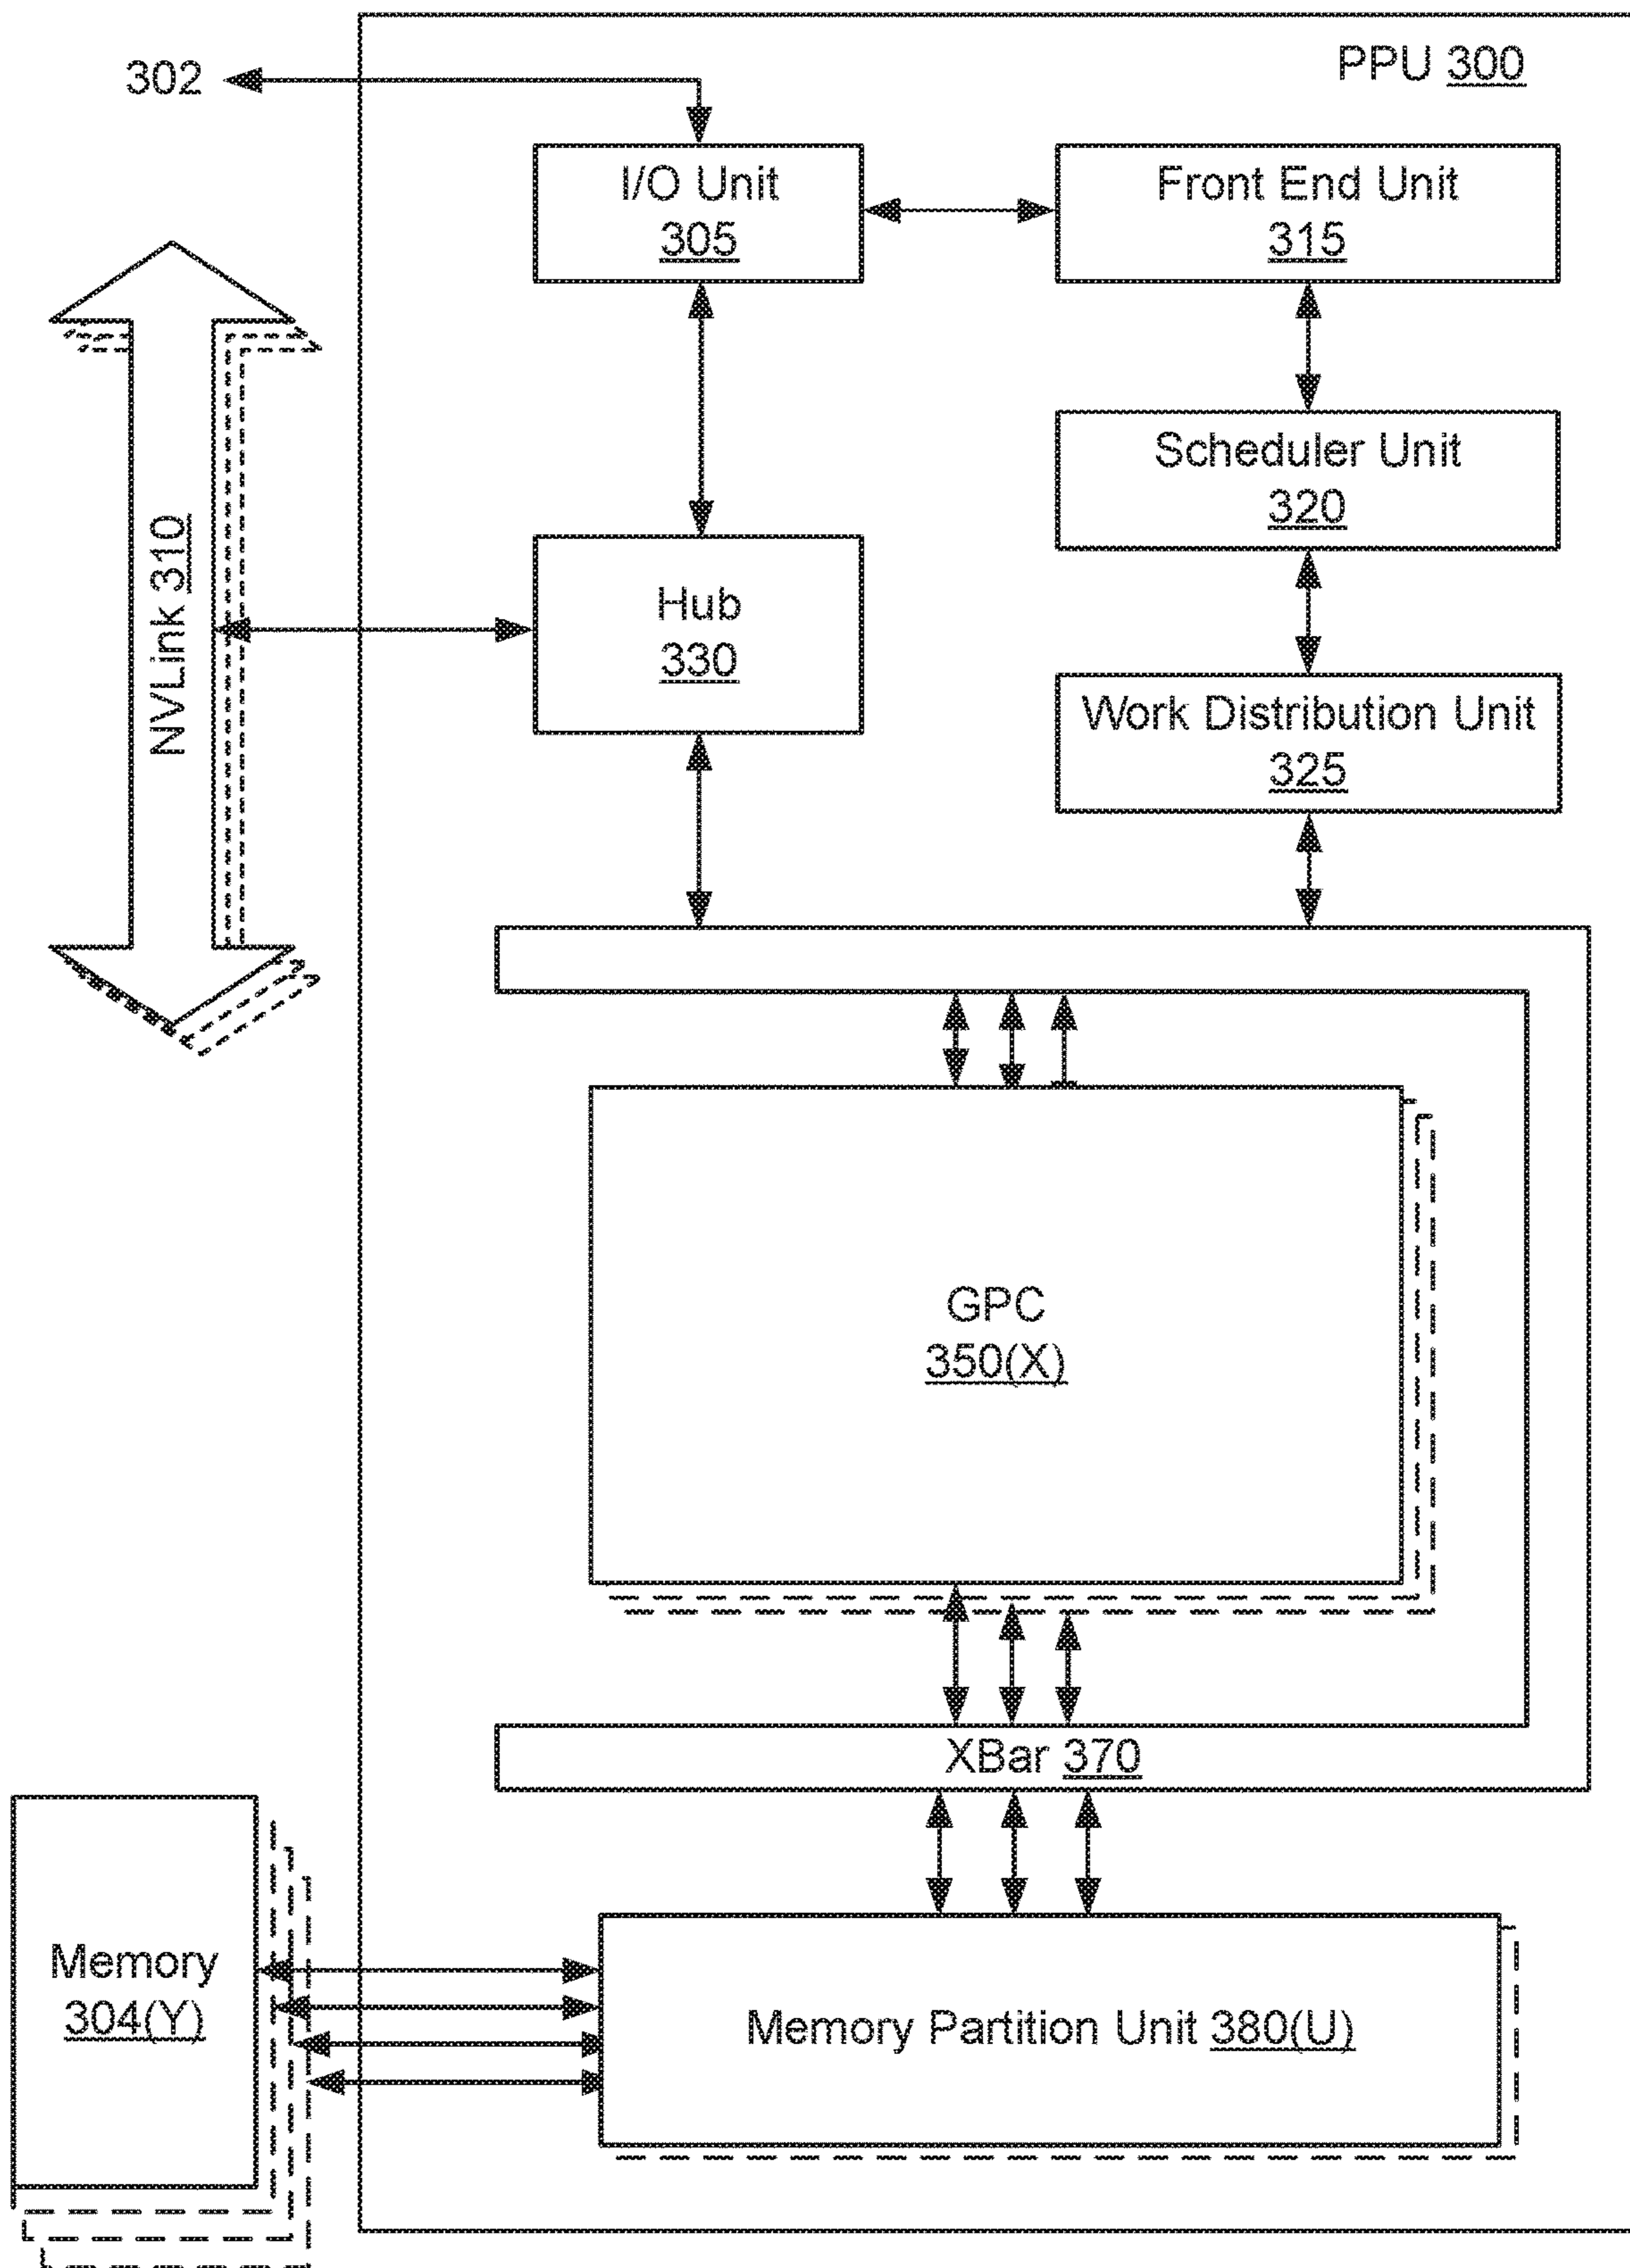 PPU 300
302
I/O Unit
305
Front End Unit
315
Scheduler Unit
320
NVLink 310
Hub
330
Work Distribution Unit
325
GPC
350(X)
XBar 370
Memory
304(Y)
Memory Partition Unit 380(U)